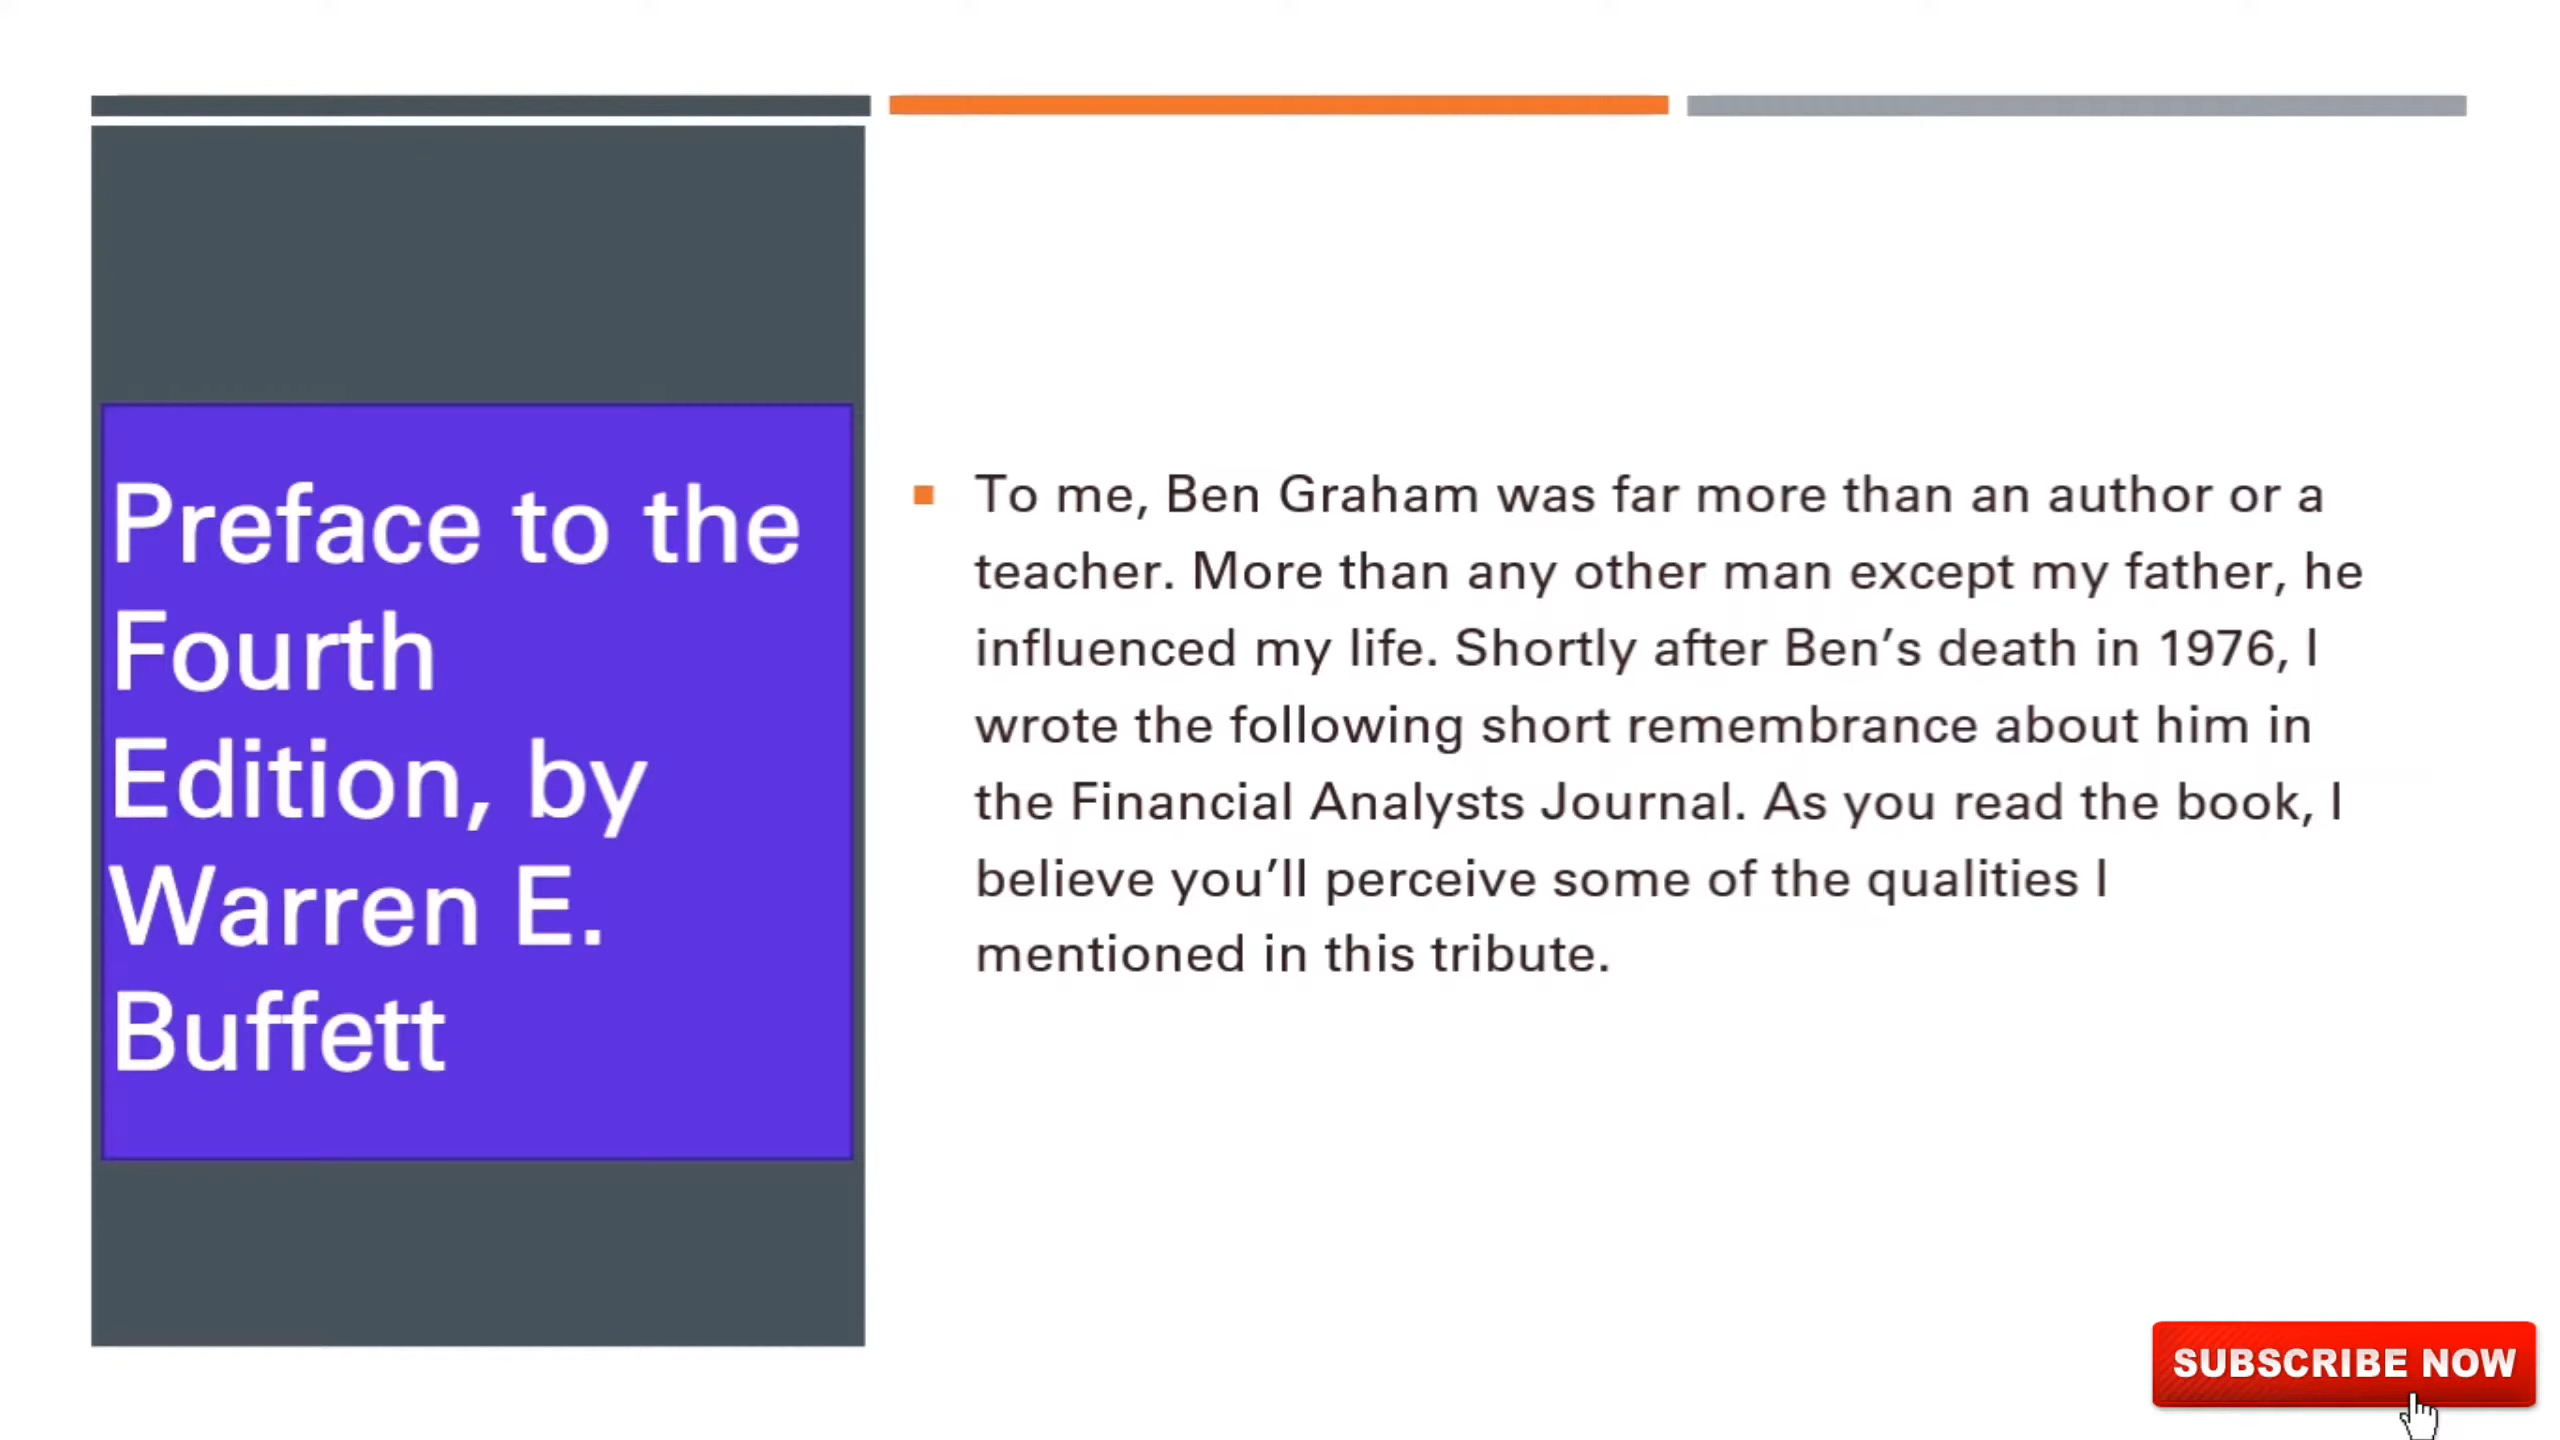 Preface to the
Fourth
Edition, by
Warren E.
Buffett
To me, Ben Graham was far more than an author or a
teacher. More than any other man except my father, he
influenced my life. Shortly after Ben’s death in 1976, I
wrote the following short remembrance about him in
the Financial Analysts Journal. As you read the book, I
believe you’ll perceive some of the qualities I
mentioned in this tribute.
SUBSCRIBE NOW